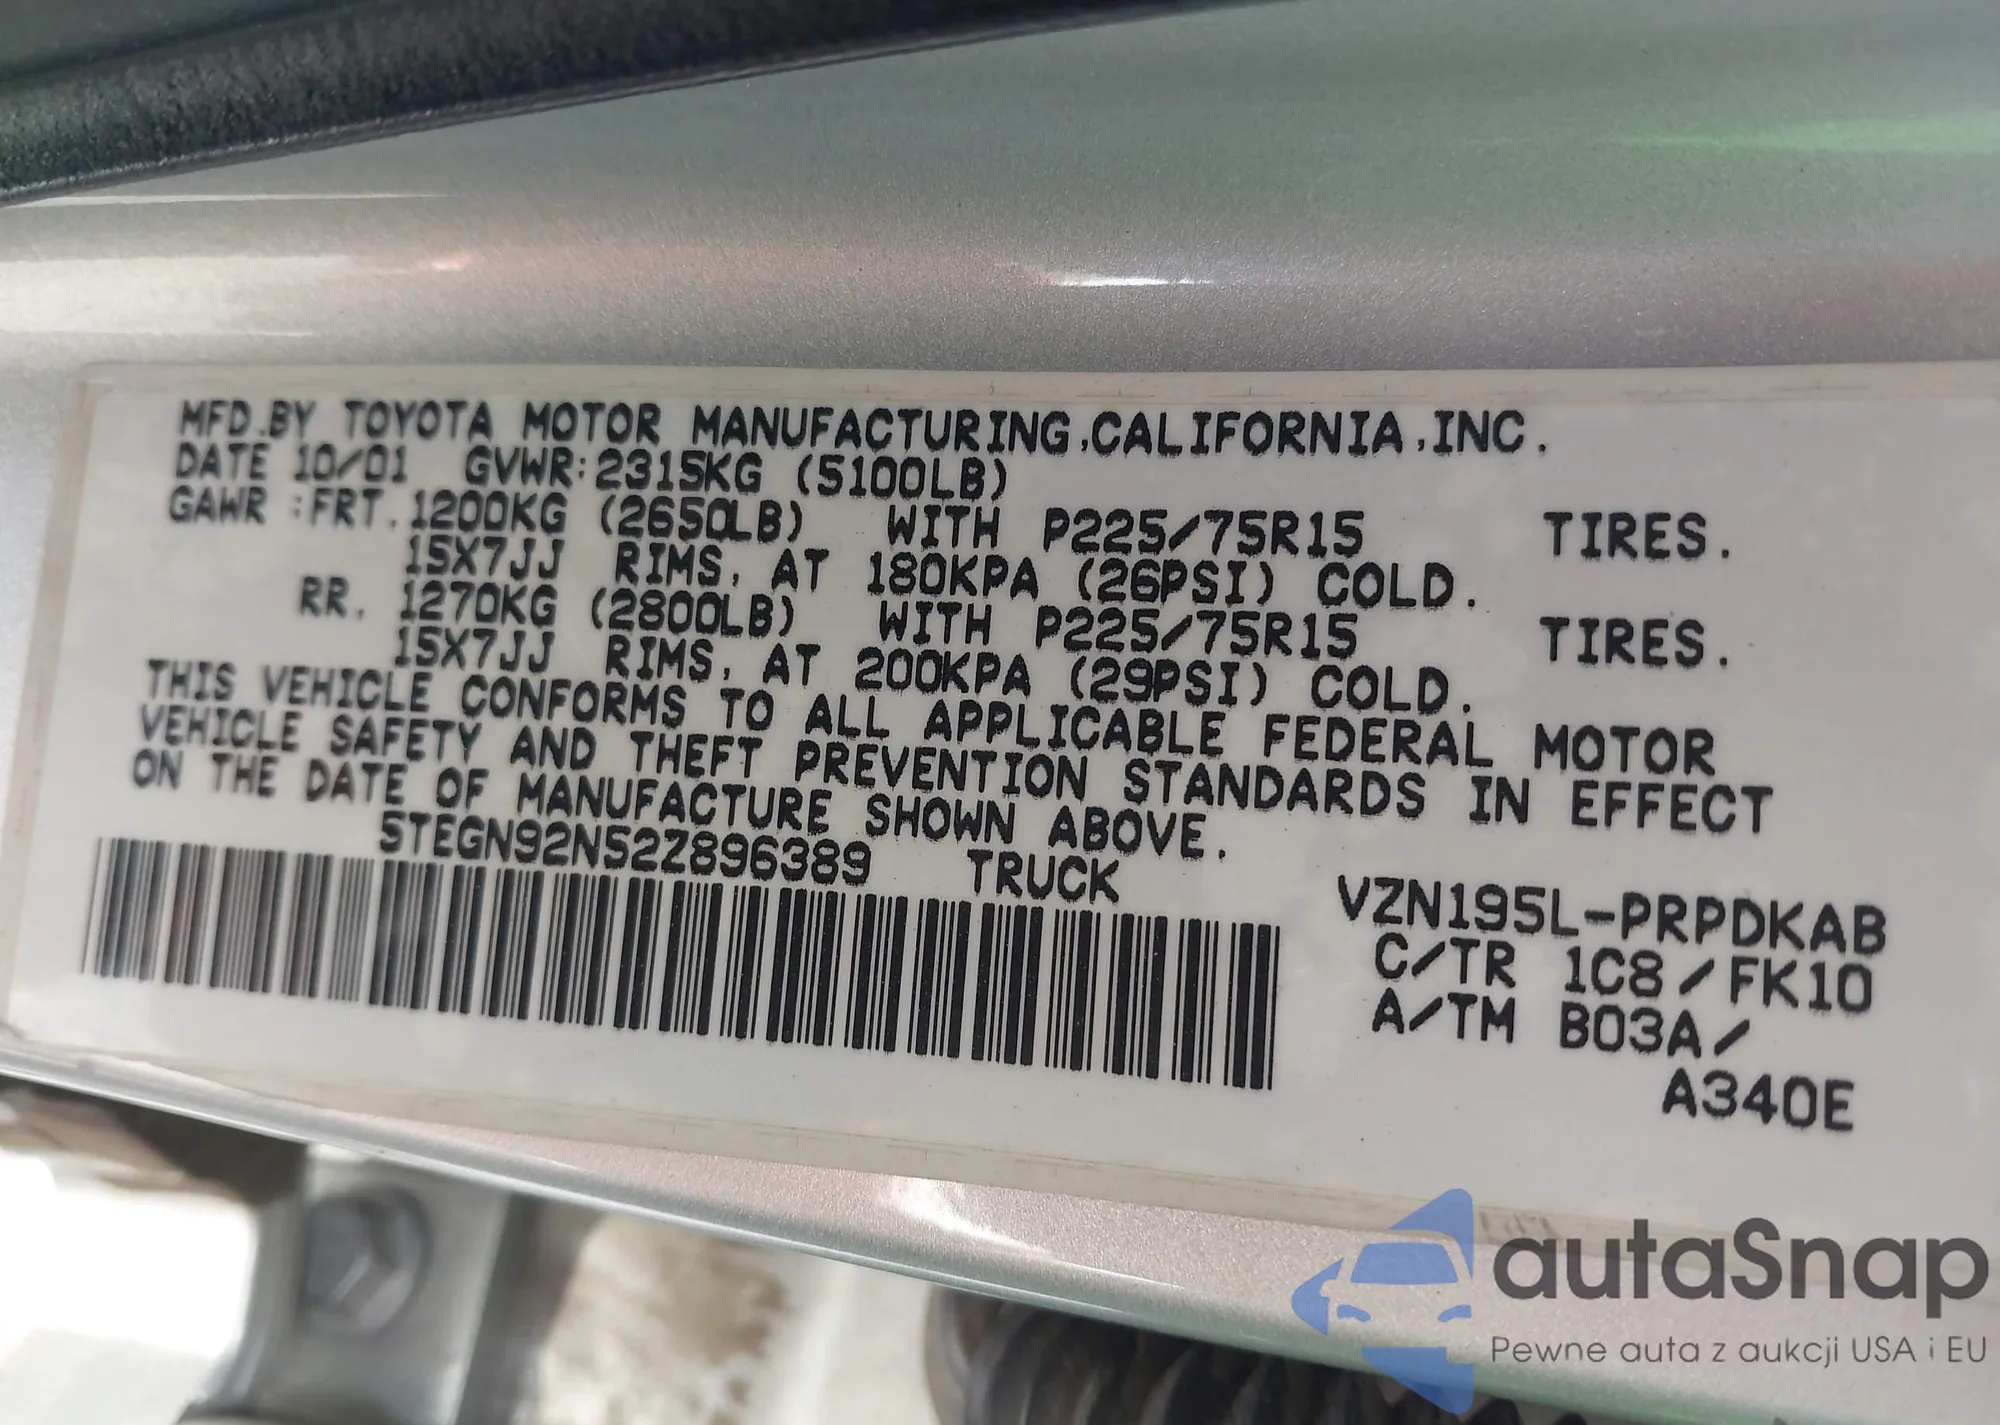 MFD.BY TOYOTA MOTOR MANUFACTURING,CALIFORNIA,INC.
DATE 10/01 GVWR:2315KG (5100LB)
GAWR :FRT. 1200KG (2650LB) WITH P225/75R15 TIRES.
15X7JJ RIMS, AT 180KPA (26PSI) COLD.
RR. 1270KG (2800LB) WITH P225/75R15 TIRES.
15X7JJ RIMS, AT 200KPA (29PSI) COLD.
THIS VEHICLE CONFORMS TO ALL APPLICABLE FEDERAL MOTOR
VEHICLE SAFETY AND THEFT PREVENTION STANDARDS IN EFFECT
ON THE DATE OF MANUFACTURE SHOWN ABOVE.
5TEGN92N52Z896389 TRUCK
VZN195L-PRPDKAB
C/TR 1C8/FK10
A/TM B03A/
A340E
autaSnap
Pewne auta z aukcji USA i EU